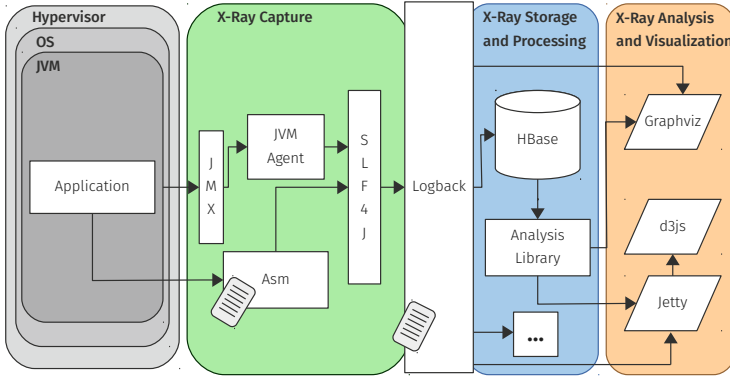 Hypervisor
OS
JVM
Application
X-Ray Capture
J
M
X
JVM
Agent
Asm
S
L
F
4
J
Logback
X-Ray Storage
and Processing
HBase
Analysis
Library
...
X-Ray Analysis
and Visualization
Graphviz
d3js
Jetty